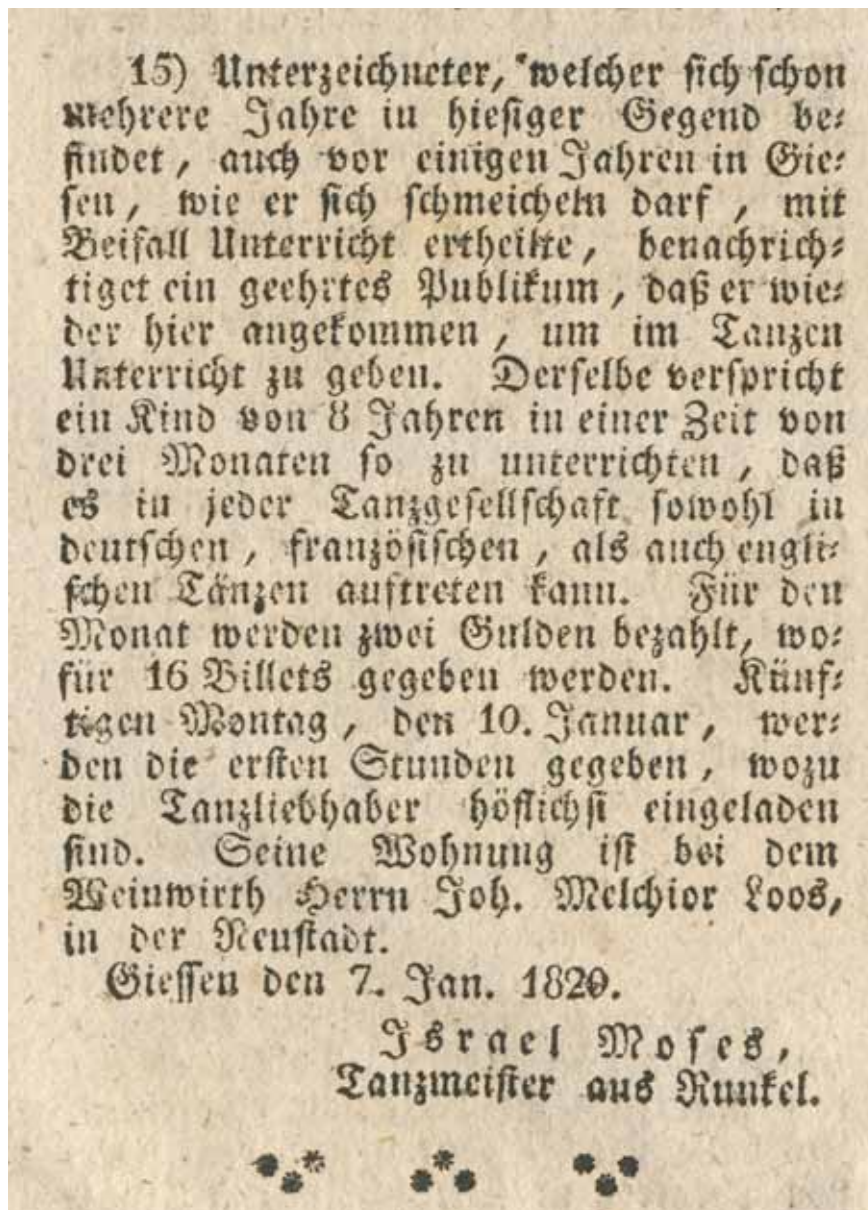 15) Unterzeichneter, welcher sich schon
mehrere Jahre in hiesiger Gegend be-
findet, auch vor einigen Jahren in Gie-
sen, wie er sich schmeicheln darf, mit
Beifall Unterricht ertheilte, benachrich-
tiget ein geehrtes Publikum, daß er wie-
der hier angekommen, um im Tanzen
Unterricht zu geben. Derselbe verspricht
ein Kind von 8 Jahren in einer Zeit von
drei Monaten so zu unterrichten, daß
es in jeder Tanzgesellschaft sowohl in
deutschen, französischen, als auch engli-
schen Tänzen auftreten kann. Für den
Monat werden zwei Gulden bezahlt, wo-
für 16 Billets gegeben werden. Künf-
tigen Montag, den 10. Januar, wer-
den die ersten Stunden gegeben, wozu
die Tanzliebhaber höflichst eingeladen
sind. Seine Wohnung ist bei dem
Weinwirth Herrn Joh. Melchior Loos,
in der Neustadt.
Giessen den 7. Jan. 1820.
Israel Moses,
Tanzmeister aus Runkel.